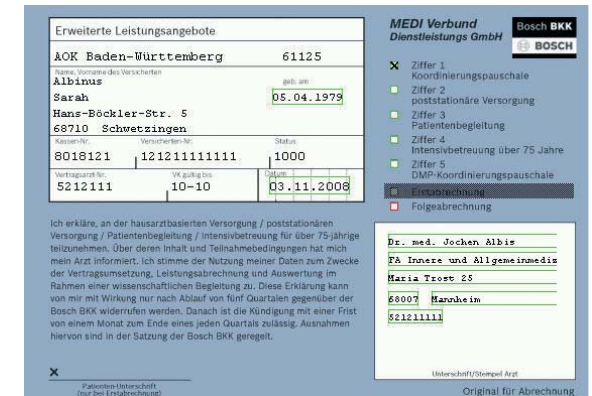 Erweiterte Leistungsangebote
AOK Baden-Württemberg 61125
Name, Vorname des Versicherten
Albinus geb. am
Sarah 05.04.1979
Hans-Böckler-Str. 5
68710 Schwetzingen
Kassen-Nr. Versicherten-Nr. Status
8018121 121211111111 1000
Vertragsarzt-Nr. VK gültig bis Datum
5212111 10-10 03.11.2008
MEDI Verbund
Dienstleistungs GmbH
Bosch BKK
BOSCH
X Ziffer 1
Koordinierungspauschale
Ziffer 2
poststationäre Versorgung
Ziffer 3
Patientenbegleitung
Ziffer 4
Intensivbetreuung über 75 Jahre
Ziffer 5
DMP-Koordinierungspauschale
Erstabrechnung
Folgeabrechnung
Ich erkläre, an der hausarztbasierten Versorgung / poststationären
Versorgung / Patientenbegleitung / Intensivbetreuung für über 75-jährige
teilzunehmen. Über deren Inhalt und Teilnahmebedingungen hat mich
mein Arzt informiert. Ich stimme der Nutzung meiner Daten zum Zwecke
der Vertragsumsetzung, Leistungsabrechnung und Auswertung im
Rahmen einer wissenschaftlichen Begleitung zu. Diese Erklärung kann
von mir mit Wirkung nur nach Ablauf von fünf Quartalen gegenüber der
Bosch BKK widerrufen werden. Danach ist die Kündigung mit einer Frist
von einem Monat zum Ende eines jeden Quartals zulässig. Ausnahmen
hiervon sind in der Satzung der Bosch BKK geregelt.
Dr. med. Jochen Albis
FA Innere und Allgemeinmediz
Maria Trost 25
68007 Mannheim
521211111
X
Patienten-Unterschrift
(nur bei Erstabrechnung)
Unterschrift/Stempel Arzt
Original für Abrechnung